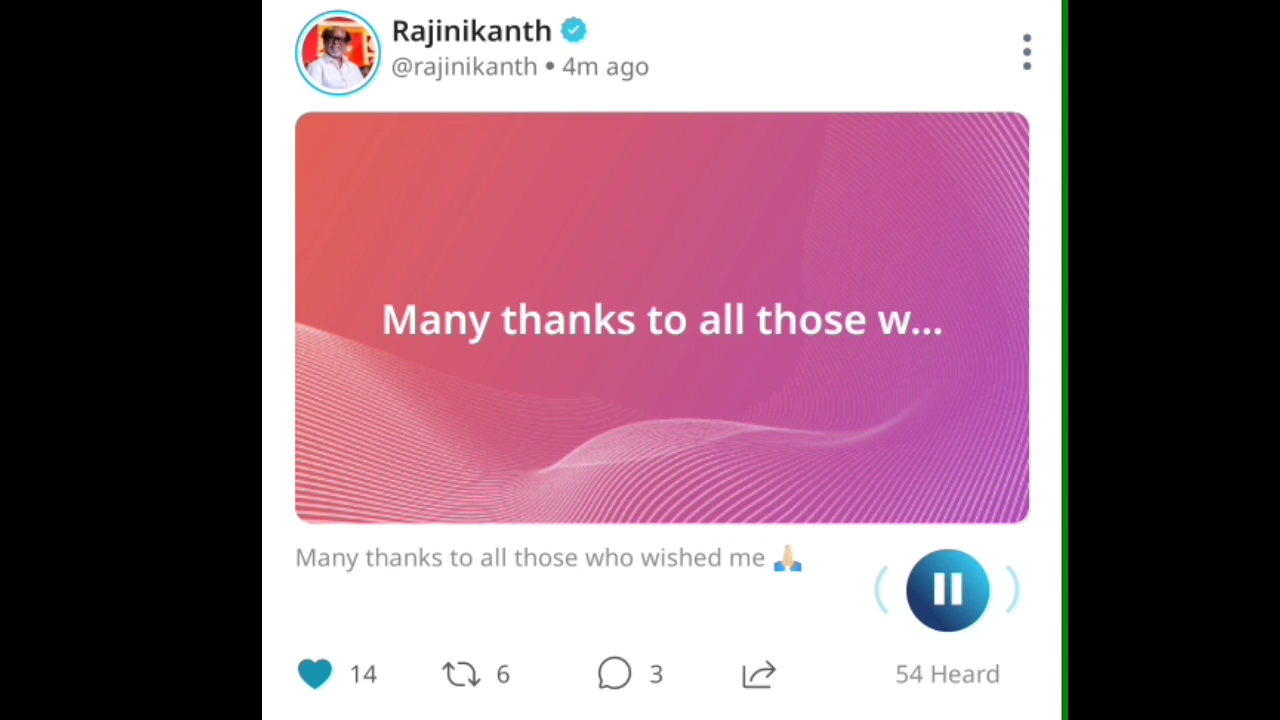 Rajinikanth
@rajinikanth • 4m ago
Many thanks to all those w...
Many thanks to all those who wished me 🙏🏻
14 6 3 54 Heard